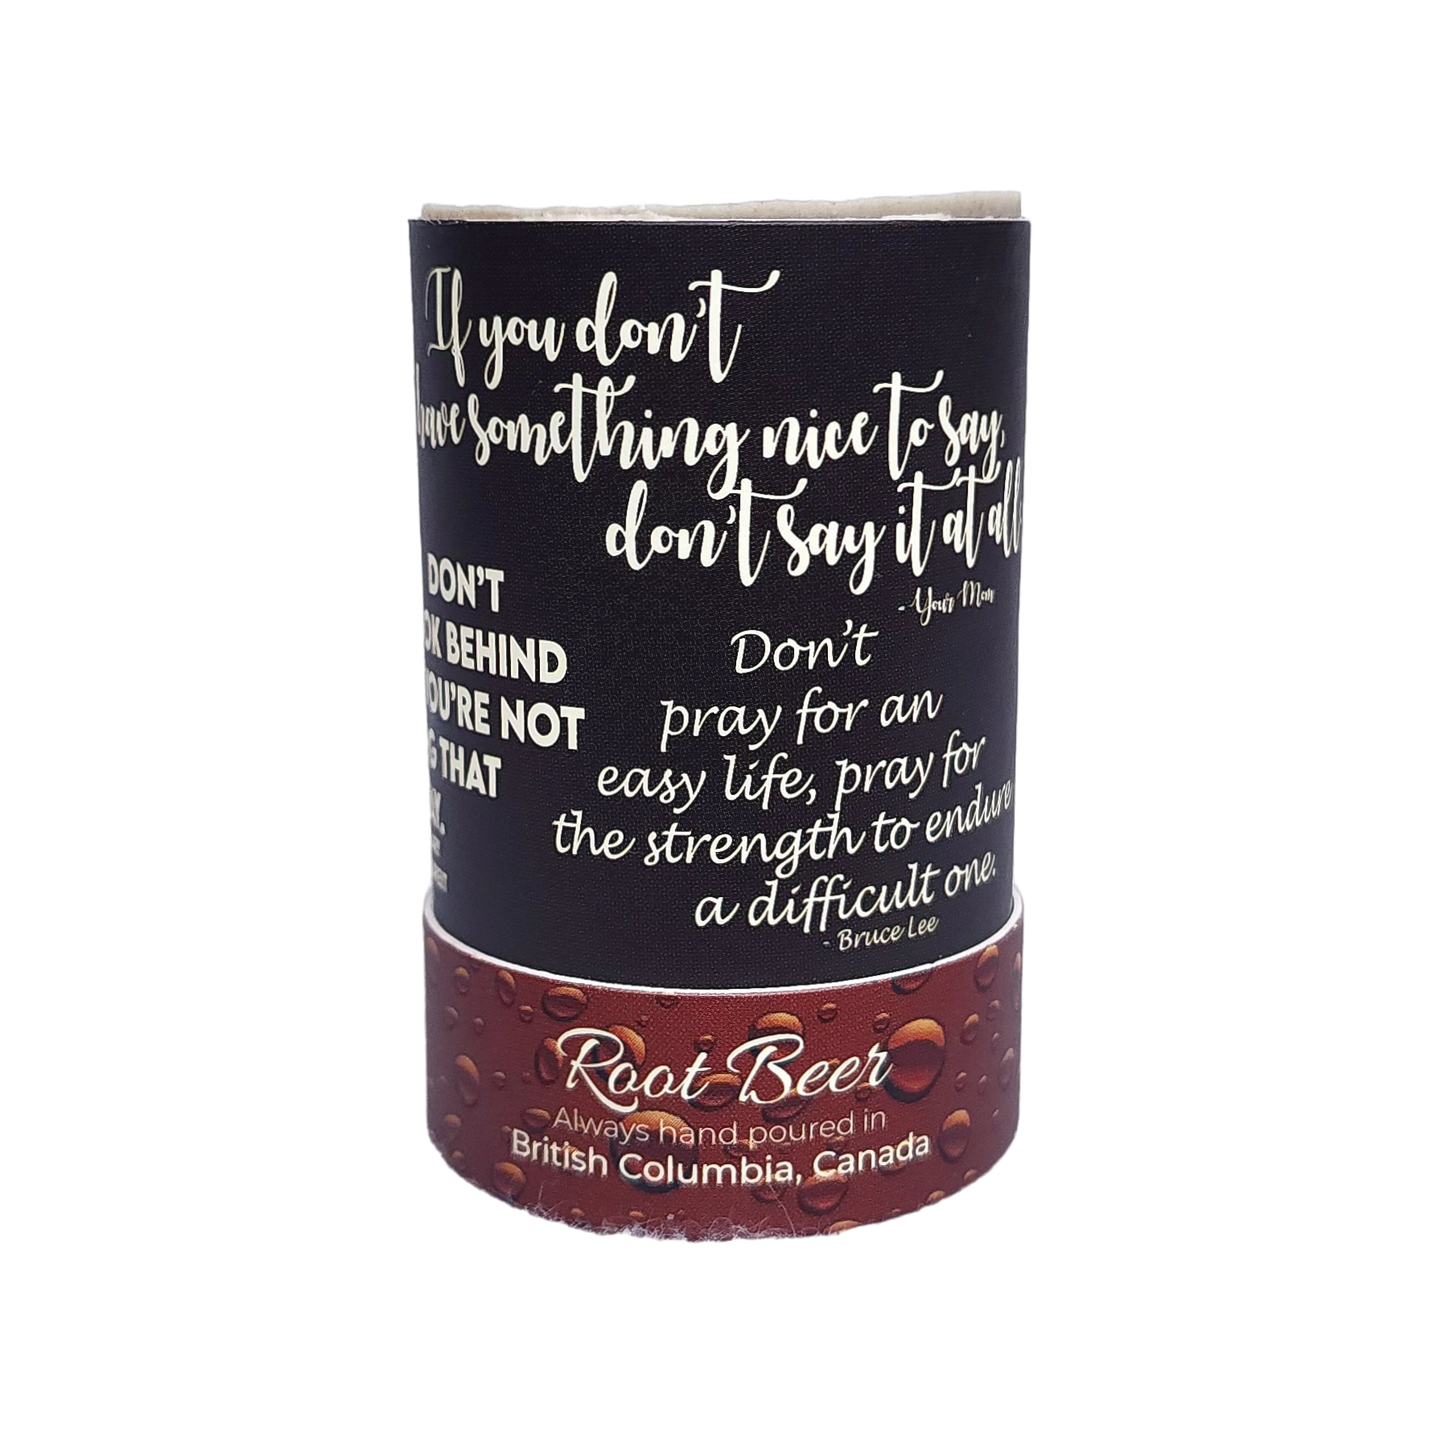 If you don't
have something nice to say,
don't say it at all
- Your Mom
DON'T
BEHIND
YOU'RE NOT
THAT
Don't
pray for an
easy life, pray for
the strength to endure
a difficult one.
- Bruce Lee
Root Beer
Always hand poured in
British Columbia, Canada